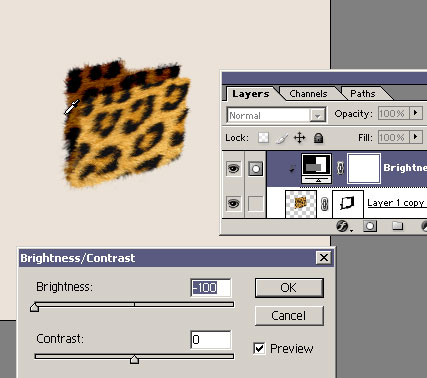 Layers Channels Paths
Normal Opacity: 100%
Lock: Fill: 100%
Brightne
Layer 1 copy
Brightness/Contrast
Brightness: -100 OK
Cancel
Contrast: 0 Preview